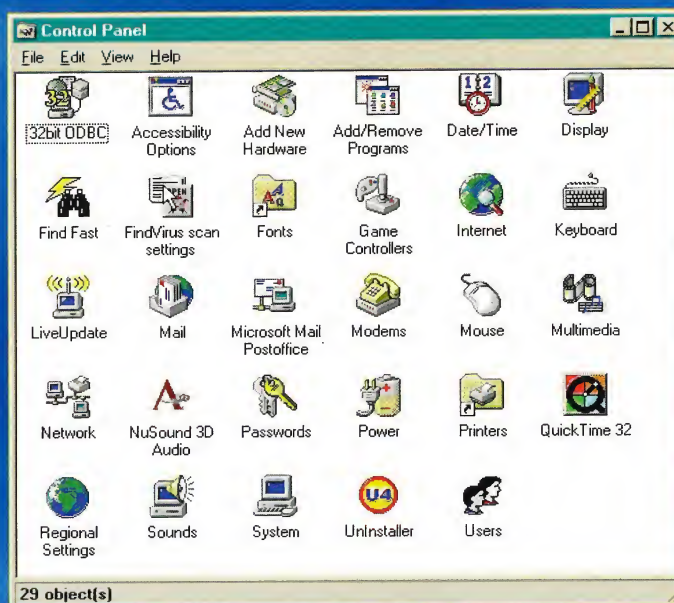 Control Panel
File Edit View Help
32bit ODBC Accessibility Options Add New Hardware Add/Remove Programs Date/Time Display
Find Fast FindVirus scan settings Fonts Game Controllers Internet Keyboard
LiveUpdate Mail Microsoft Mail Postoffice Modems Mouse Multimedia
Network NuSound 3D Audio Passwords Power Printers QuickTime 32
Regional Settings Sounds System UnInstaller Users
29 object(s)